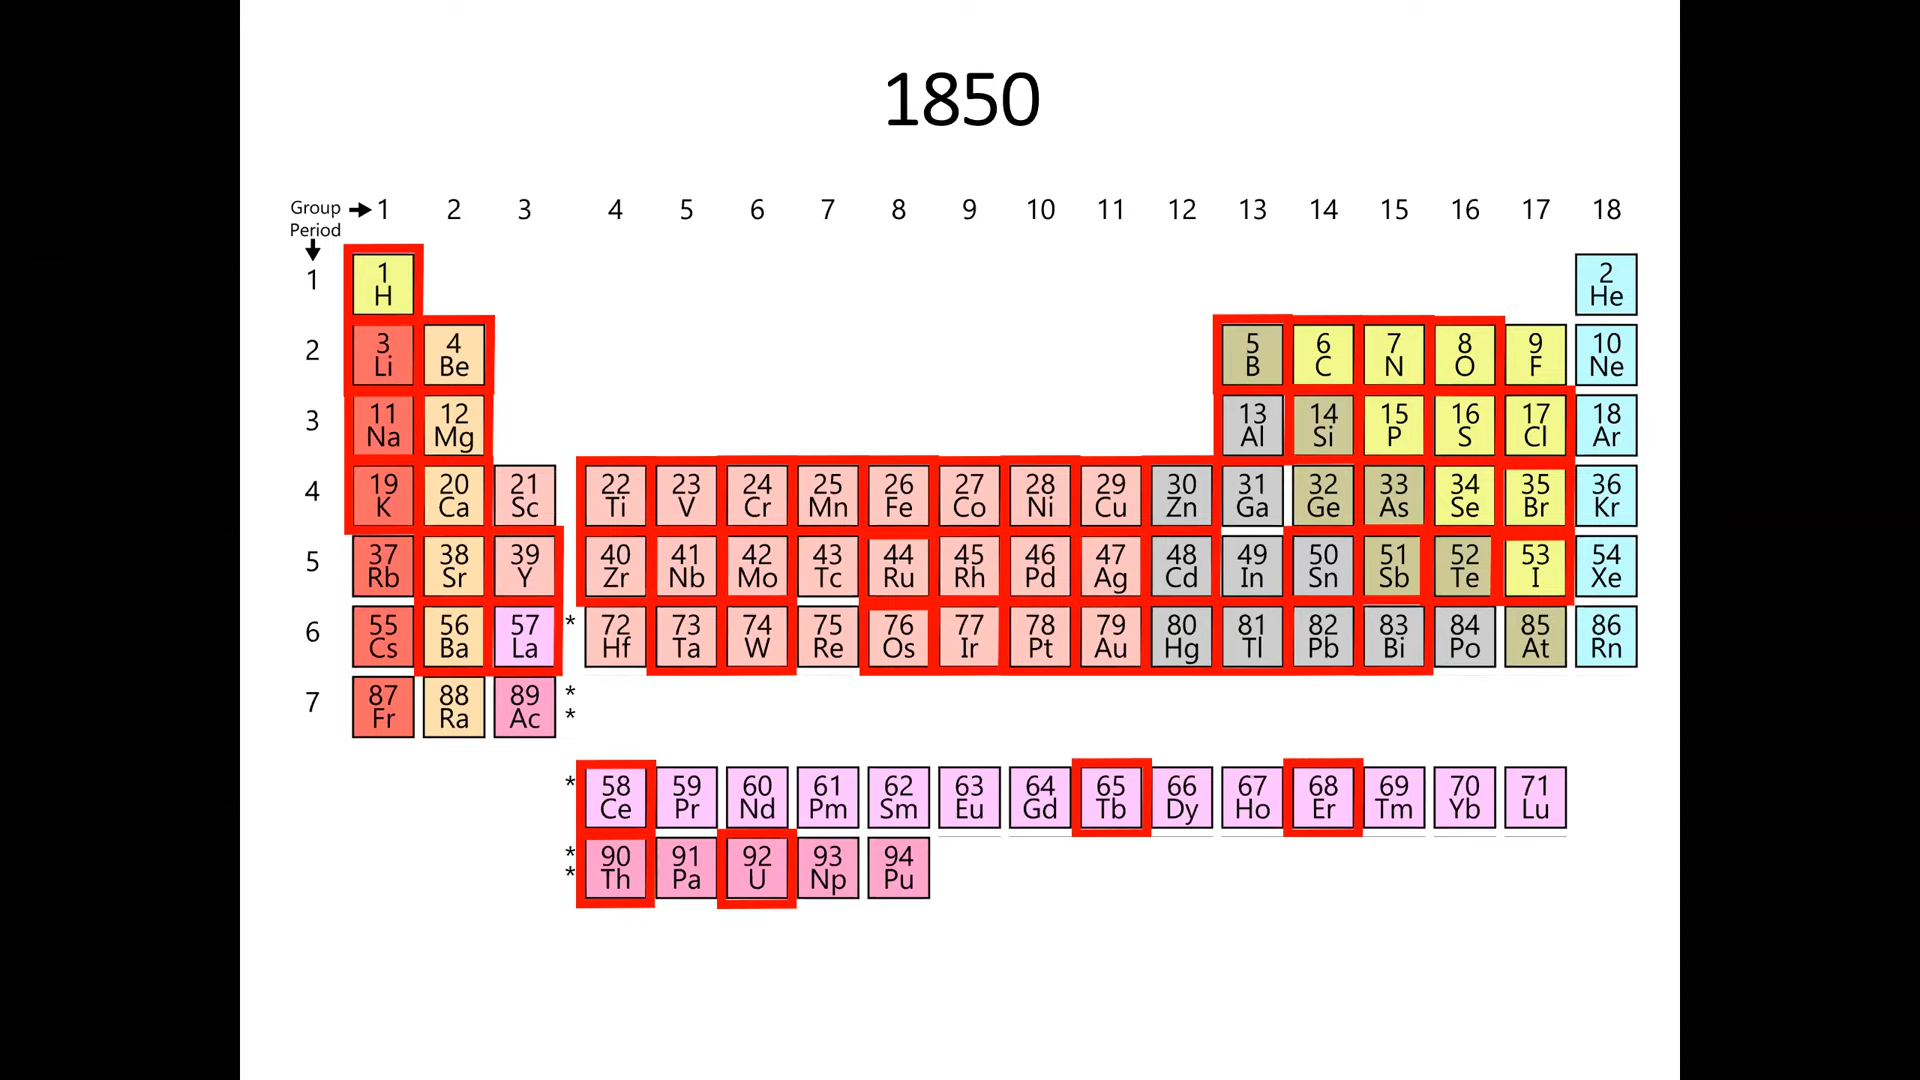 1850
Group → 1 2 3 4 5 6 7 8 9 10 11 12 13 14 15 16 17 18
Period
↓
1 1 2
H He
2 3 4 5 6 7 8 9 10
Li Be B C N O F Ne
3 11 12 13 14 15 16 17 18
Na Mg Al Si P S Cl Ar
4 19 20 21 22 23 24 25 26 27 28 29 30 31 32 33 34 35 36
K Ca Sc Ti V Cr Mn Fe Co Ni Cu Zn Ga Ge As Se Br Kr
5 37 38 39 40 41 42 43 44 45 46 47 48 49 50 51 52 53 54
Rb Sr Y Zr Nb Mo Tc Ru Rh Pd Ag Cd In Sn Sb Te I Xe
6 55 56 57 * 72 73 74 75 76 77 78 79 80 81 82 83 84 85 86
Cs Ba La Hf Ta W Re Os Ir Pt Au Hg Tl Pb Bi Po At Rn
7 87 88 89 *
Fr Ra Ac *
* 58 59 60 61 62 63 64 65 66 67 68 69 70 71
Ce Pr Nd Pm Sm Eu Gd Tb Dy Ho Er Tm Yb Lu
* 90 91 92 93 94
* Th Pa U Np Pu